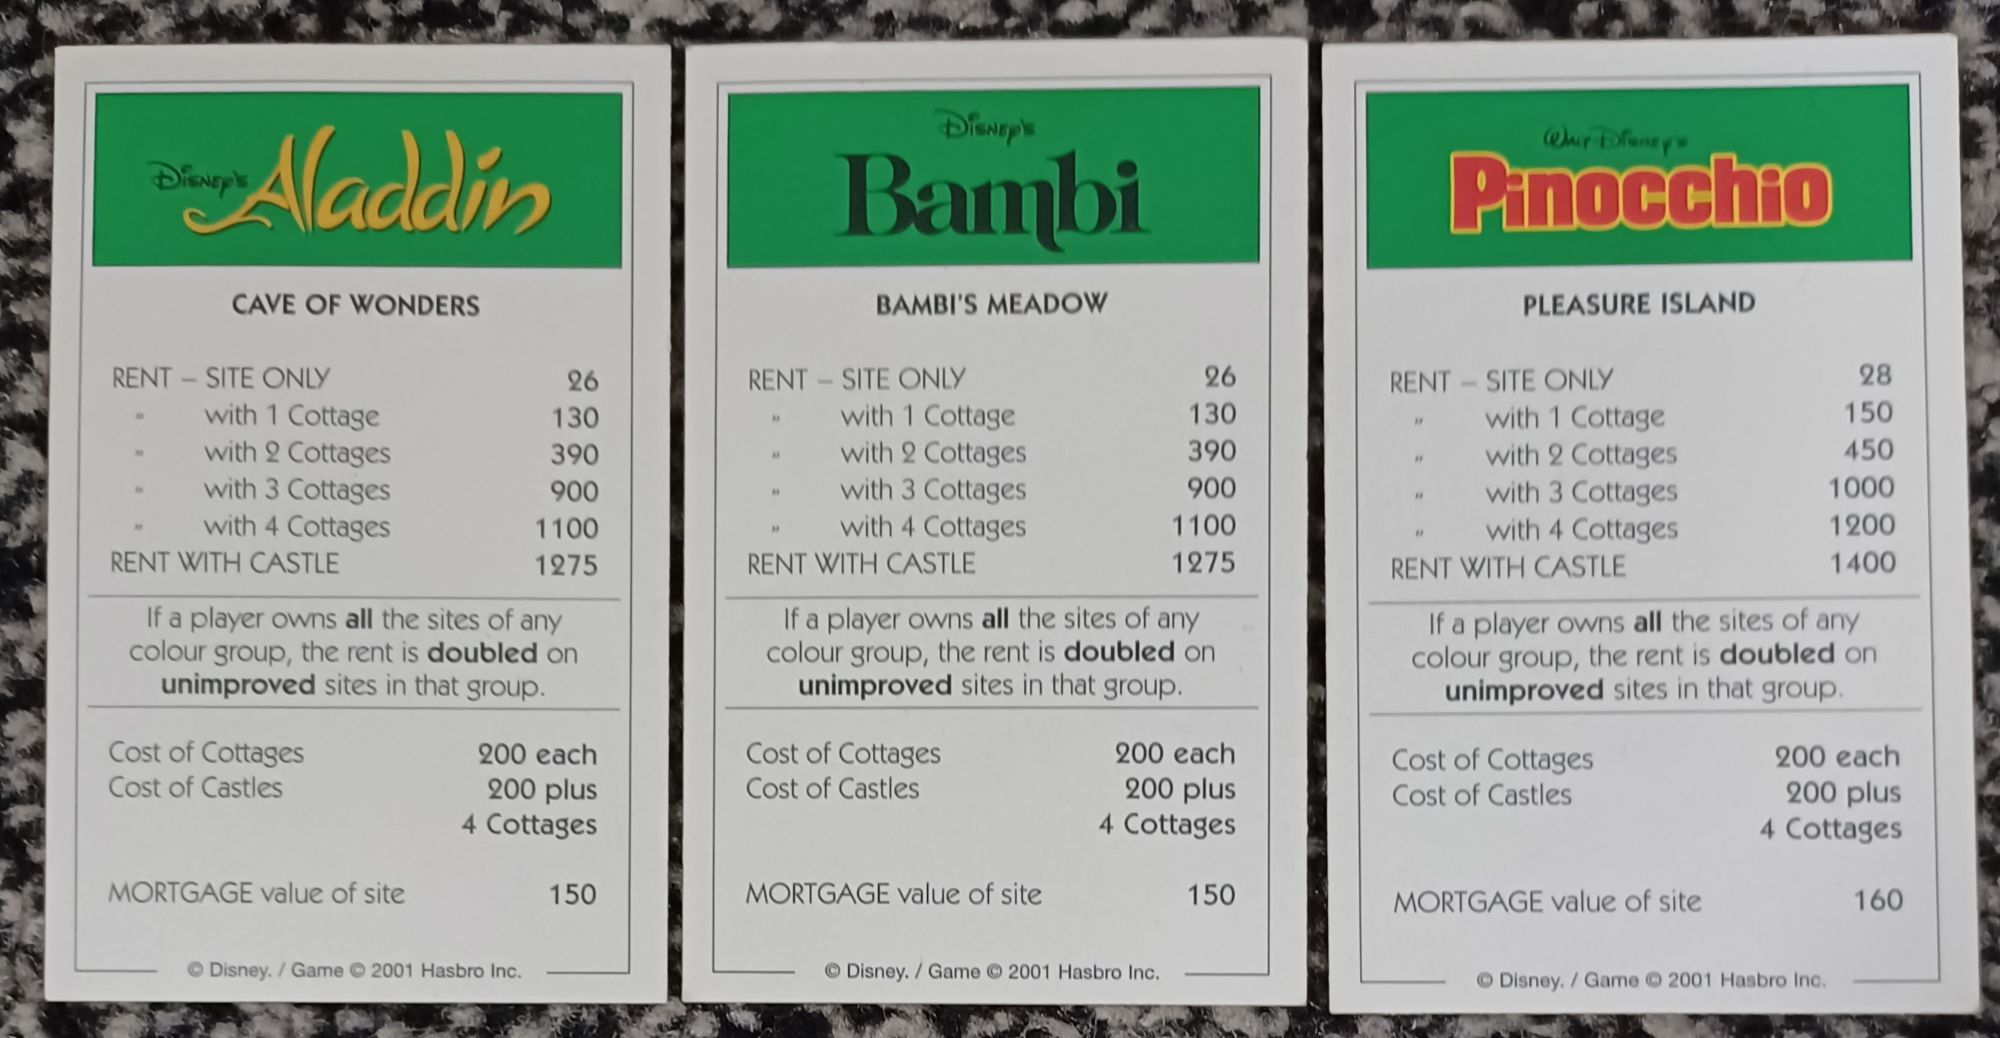 Disney's Aladdin
CAVE OF WONDERS
RENT – SITE ONLY 26
" with 1 Cottage 130
" with 2 Cottages 390
" with 3 Cottages 900
" with 4 Cottages 1100
RENT WITH CASTLE 1275
If a player owns all the sites of any
colour group, the rent is doubled on
unimproved sites in that group.
Cost of Cottages 200 each
Cost of Castles 200 plus
4 Cottages
MORTGAGE value of site 150
© Disney. / Game © 2001 Hasbro Inc.
Disney's
Bambi
BAMBI'S MEADOW
RENT – SITE ONLY 26
" with 1 Cottage 130
" with 2 Cottages 390
" with 3 Cottages 900
" with 4 Cottages 1100
RENT WITH CASTLE 1275
If a player owns all the sites of any
colour group, the rent is doubled on
unimproved sites in that group.
Cost of Cottages 200 each
Cost of Castles 200 plus
4 Cottages
MORTGAGE value of site 150
© Disney. / Game © 2001 Hasbro Inc.
Walt Disney's
Pinocchio
PLEASURE ISLAND
RENT – SITE ONLY 28
" with 1 Cottage 150
" with 2 Cottages 450
" with 3 Cottages 1000
" with 4 Cottages 1200
RENT WITH CASTLE 1400
If a player owns all the sites of any
colour group, the rent is doubled on
unimproved sites in that group.
Cost of Cottages 200 each
Cost of Castles 200 plus
4 Cottages
MORTGAGE value of site 160
© Disney. / Game © 2001 Hasbro Inc.